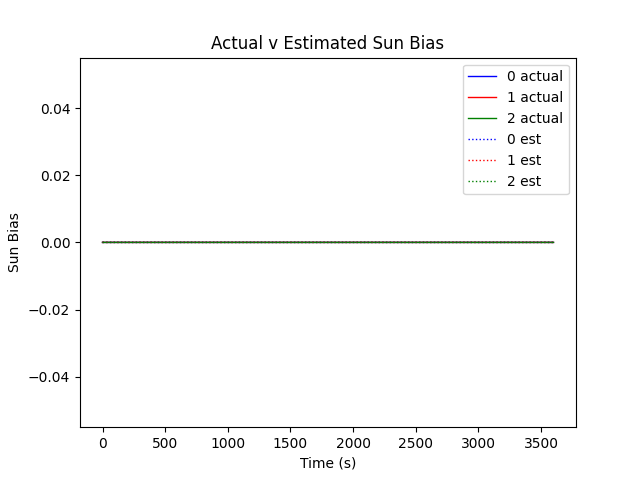 Actual v Estimated Sun Bias
0 actual
1 actual
2 actual
0 est
1 est
2 est
0.04
0.02
0.00
−0.02
−0.04
Sun Bias
0 500 1000 1500 2000 2500 3000 3500
Time (s)